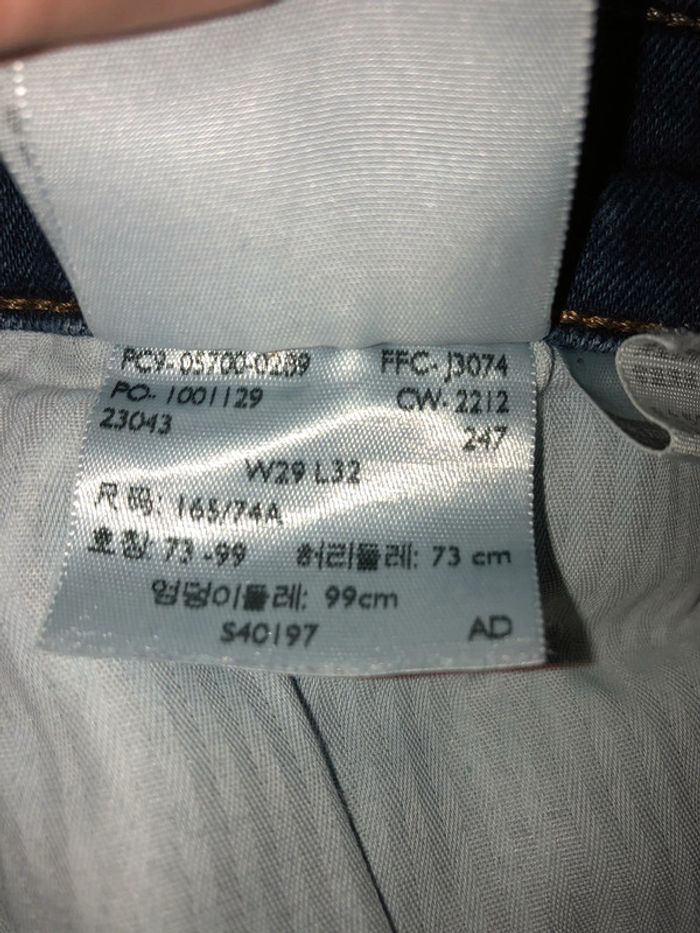 PC9- 05700-0289 FFC- J3074
PO- 1001129 CW- 2212
23043 247
W29 L32
尺码: 165/74A
호칭: 73 -99 허리둘레: 73 cm
엉덩이둘레: 99cm
S40197 AD